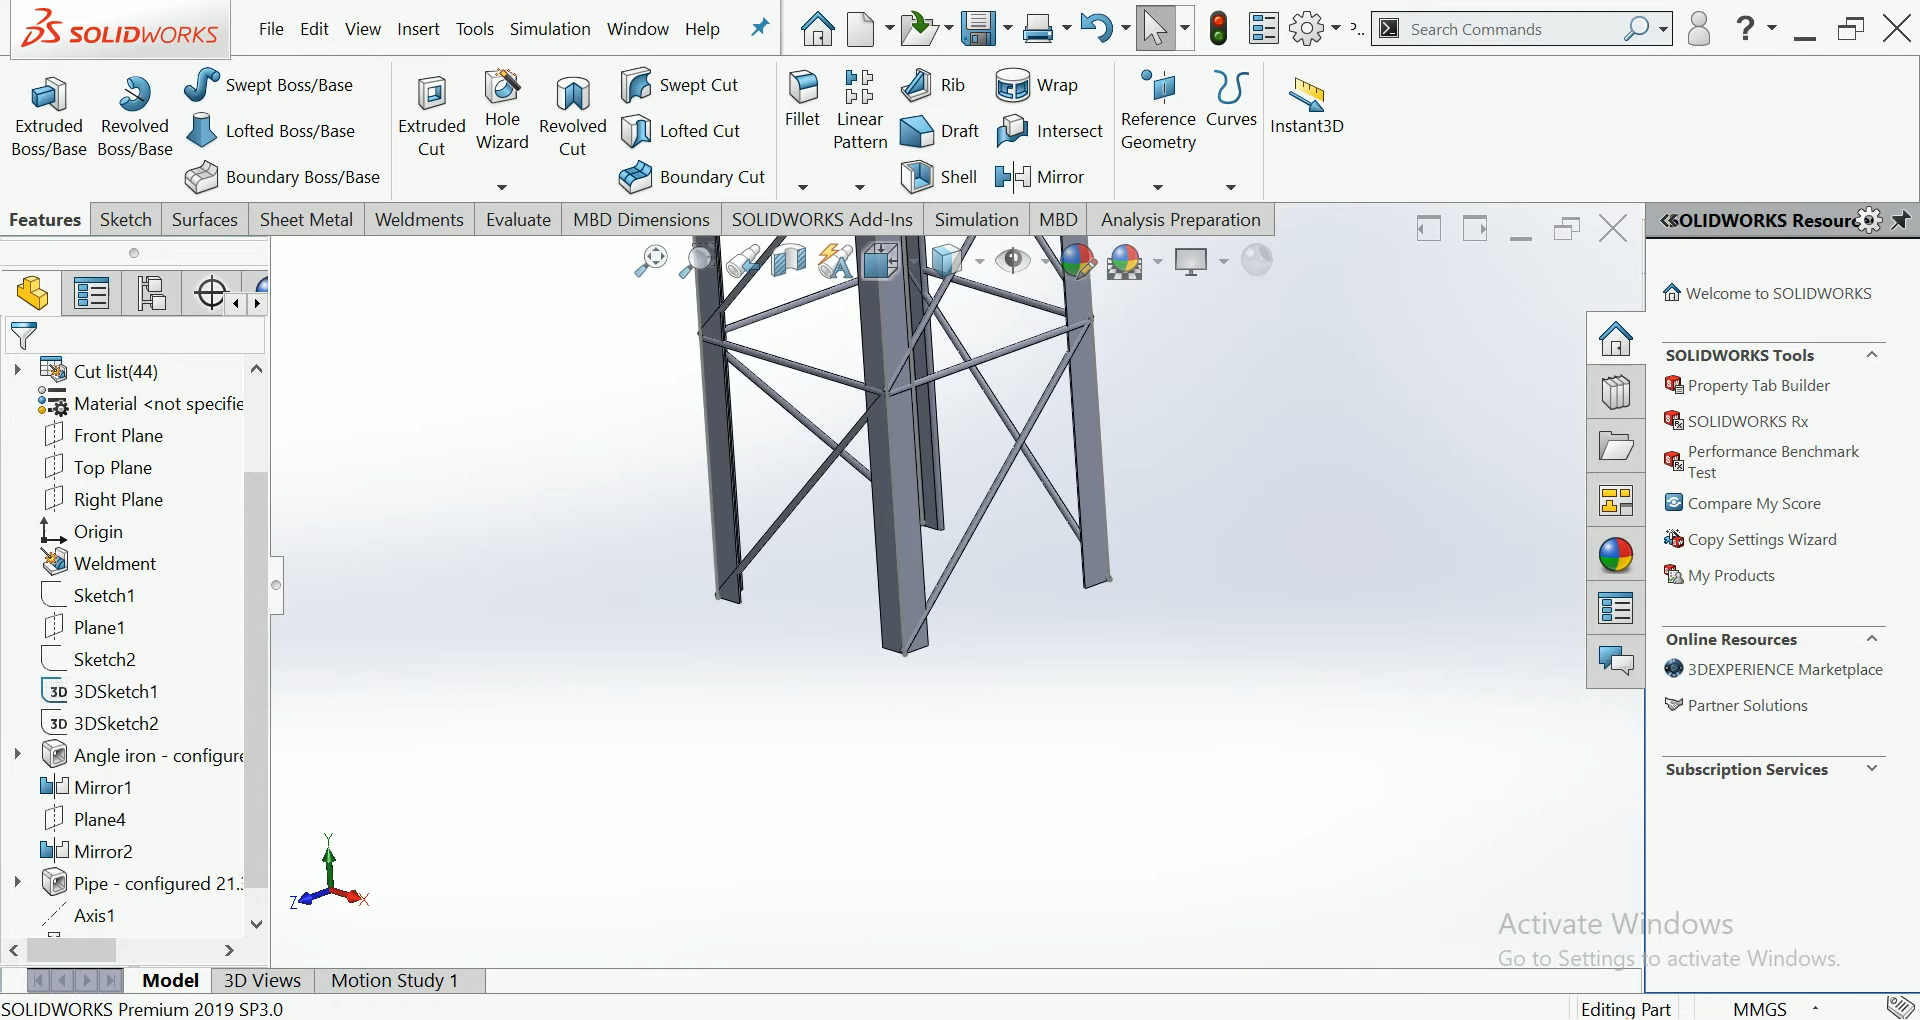 SOLIDWORKS
File Edit View Insert Tools Simulation Window Help
Search Commands
Extruded Boss/Base
Revolved Boss/Base
Swept Boss/Base
Lofted Boss/Base
Boundary Boss/Base
Extruded Cut
Hole Wizard
Revolved Cut
Swept Cut
Lofted Cut
Boundary Cut
Fillet
Linear Pattern
Rib
Draft
Shell
Wrap
Intersect
Mirror
Reference Geometry
Curves
Instant3D
Features Sketch Surfaces Sheet Metal Weldments Evaluate MBD Dimensions SOLIDWORKS Add-Ins Simulation MBD Analysis Preparation
Cut list(44)
Material <not specifie
Front Plane
Top Plane
Right Plane
Origin
Weldment
Sketch1
Plane1
Sketch2
3D 3DSketch1
3D 3DSketch2
Angle iron - configure
Mirror1
Plane4
Mirror2
Pipe - configured 21.
Axis1
Y
Z
X
SOLIDWORKS Resour
Welcome to SOLIDWORKS
SOLIDWORKS Tools
Property Tab Builder
SOLIDWORKS Rx
Performance Benchmark
Test
Compare My Score
Copy Settings Wizard
My Products
Online Resources
3DEXPERIENCE Marketplace
Partner Solutions
Subscription Services
Activate Windows
Go to Settings to activate Windows.
Model 3D Views Motion Study 1
SOLIDWORKS Premium 2019 SP3.0
Editing Part
MMGS